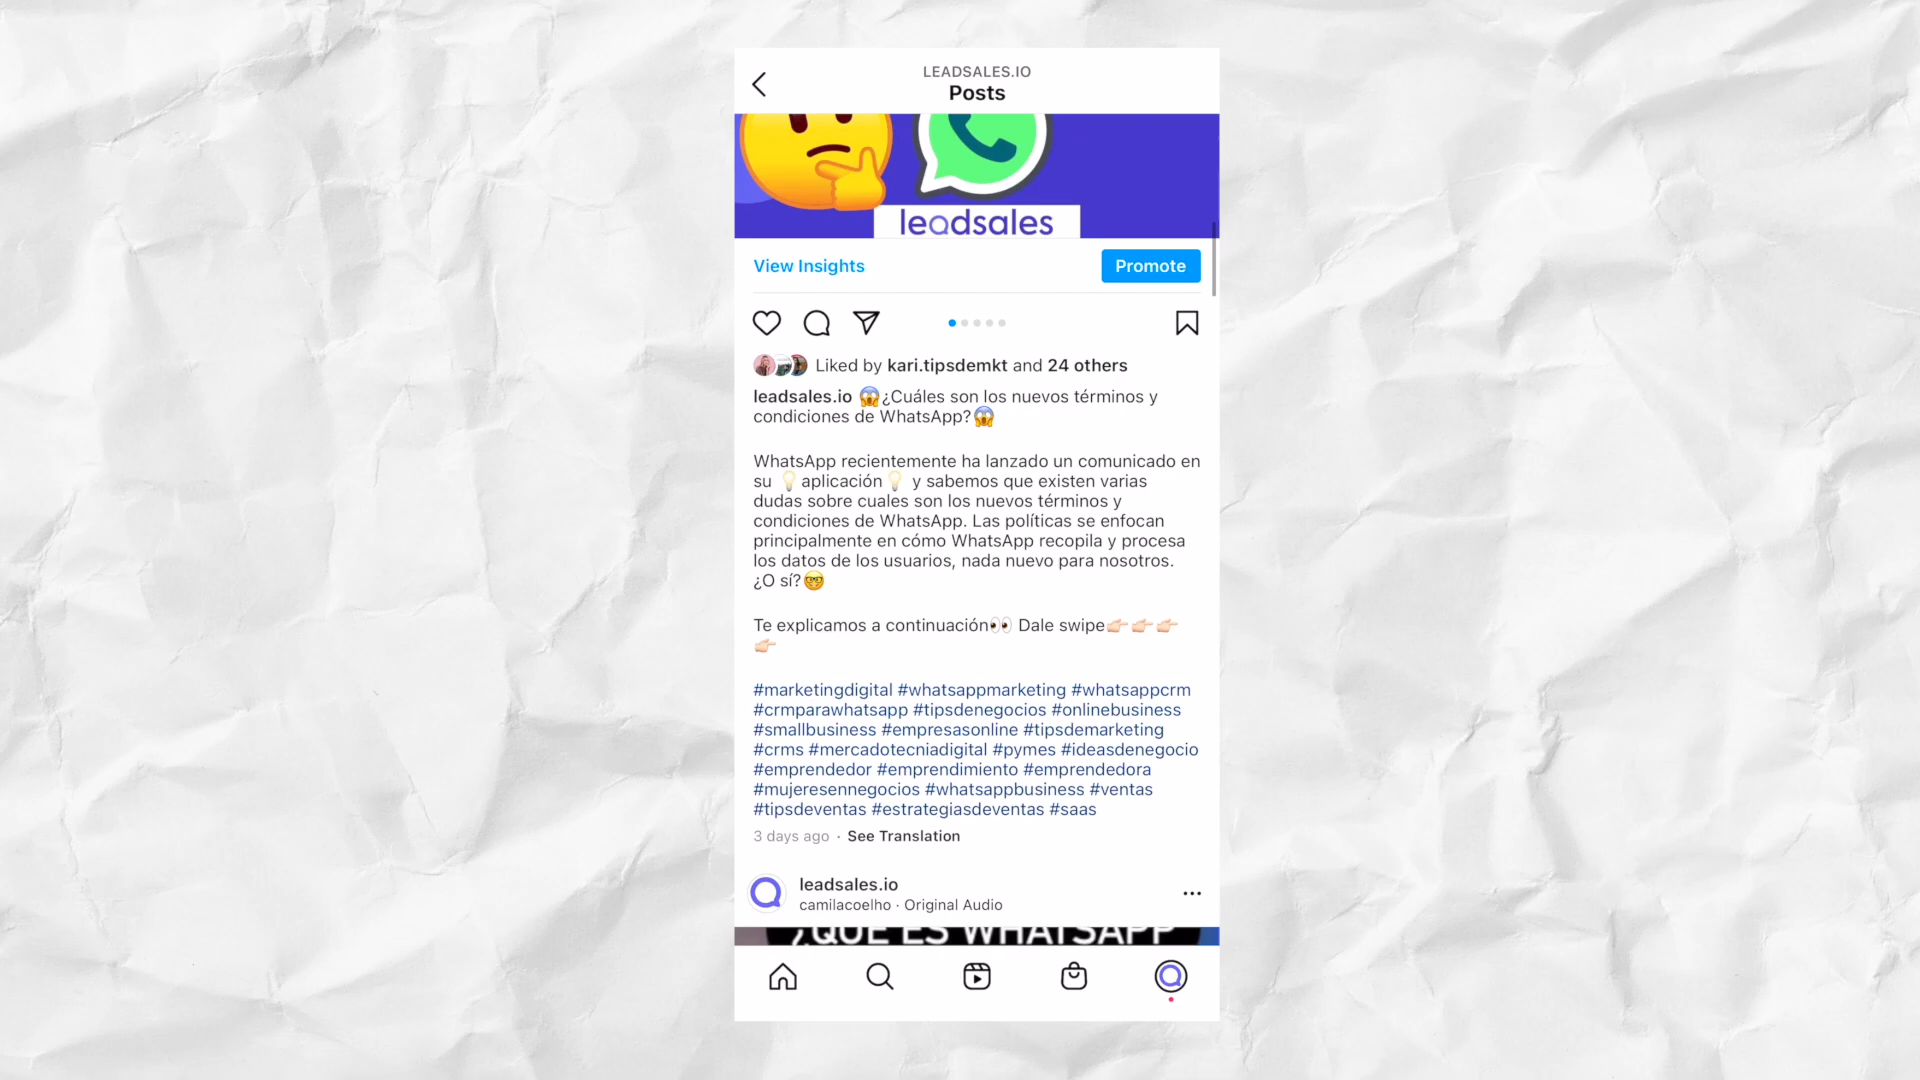 LEADSALES.IO
Posts
leadsales
View Insights
Promote
Liked by kari.tipsdemkt and 24 others
leadsales.io 😱¿Cuáles son los nuevos términos y
condiciones de WhatsApp?😱
WhatsApp recientemente ha lanzado un comunicado en
su 💡aplicación💡 y sabemos que existen varias
dudas sobre cuales son los nuevos términos y
condiciones de WhatsApp. Las políticas se enfocan
principalmente en cómo WhatsApp recopila y procesa
los datos de los usuarios, nada nuevo para nosotros.
¿O sí?🤓
Te explicamos a continuación👀 Dale swipe👉🏻👉🏻👉🏻
👉🏻
#marketingdigital #whatsappmarketing #whatsappcrm
#crmparawhatsapp #tipsdenegocios #onlinebusiness
#smallbusiness #empresasonline #tipsdemarketing
#crms #mercadotecniadigital #pymes #ideasdenegocio
#emprendedor #emprendimiento #emprendedora
#mujeresennegocios #whatsappbusiness #ventas
#tipsdeventas #estrategiasdeventas #saas
3 days ago · See Translation
leadsales.io
camilacoelho · Original Audio
¿QUÉ ES WHATSAPP